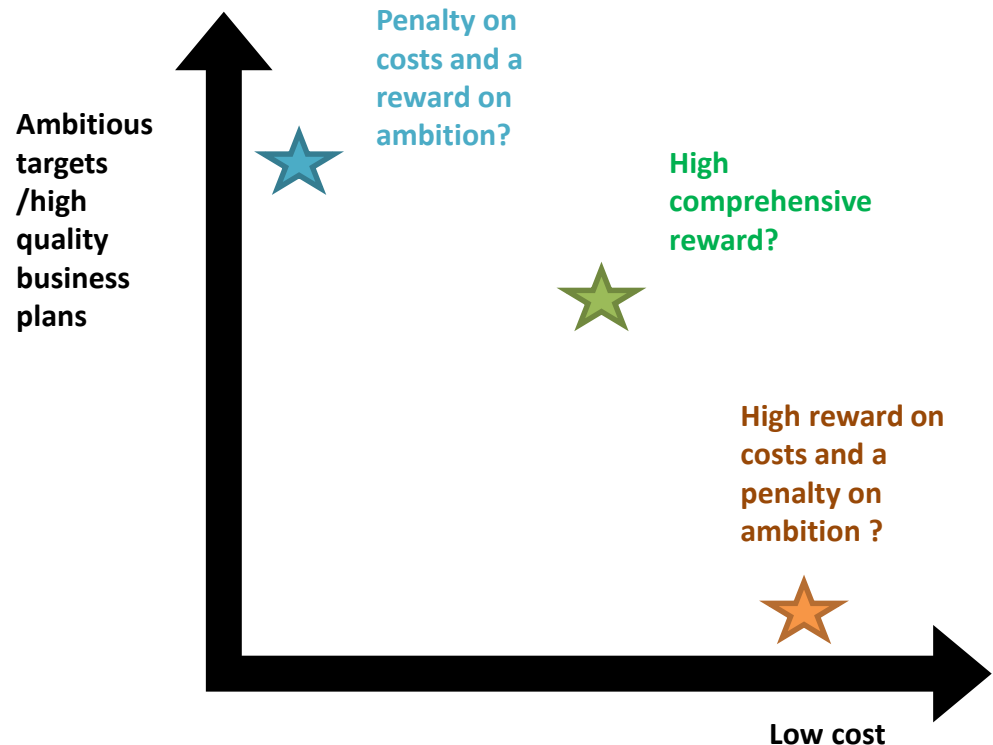 Penalty on
costs and a
reward on
ambition?
Ambitious
targets
/high
quality
business
plans
High
comprehensive
reward?
High reward on
costs and a
penalty on
ambition ?
Low cost